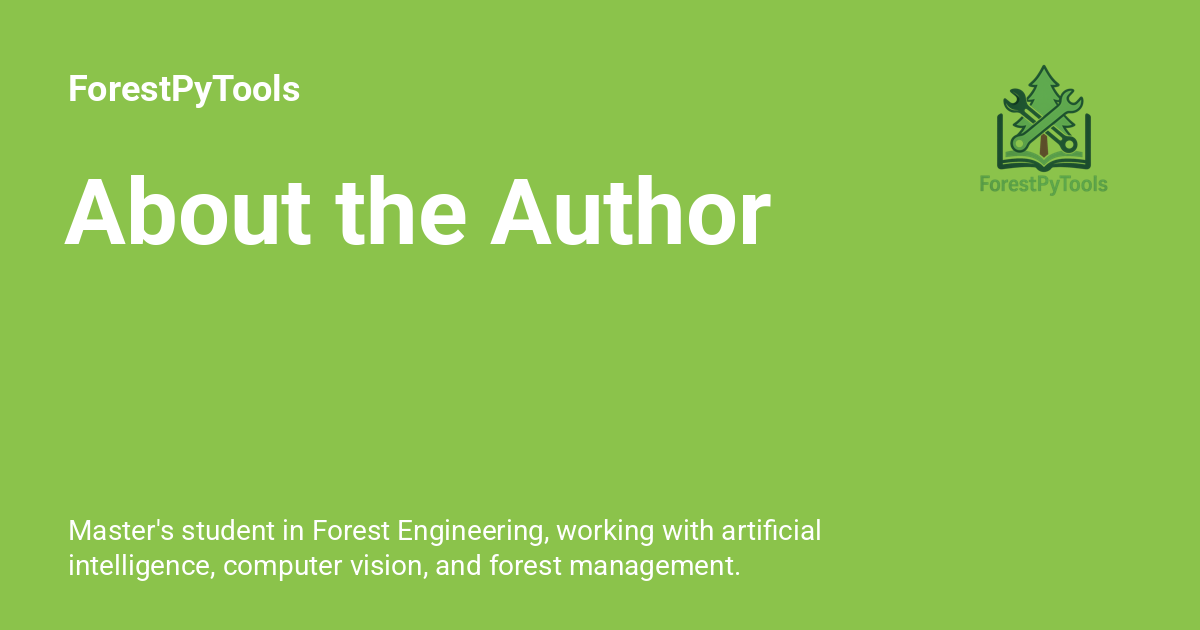 ForestPyTools
ForestPyTools
About the Author
Master's student in Forest Engineering, working with artificial
intelligence, computer vision, and forest management.